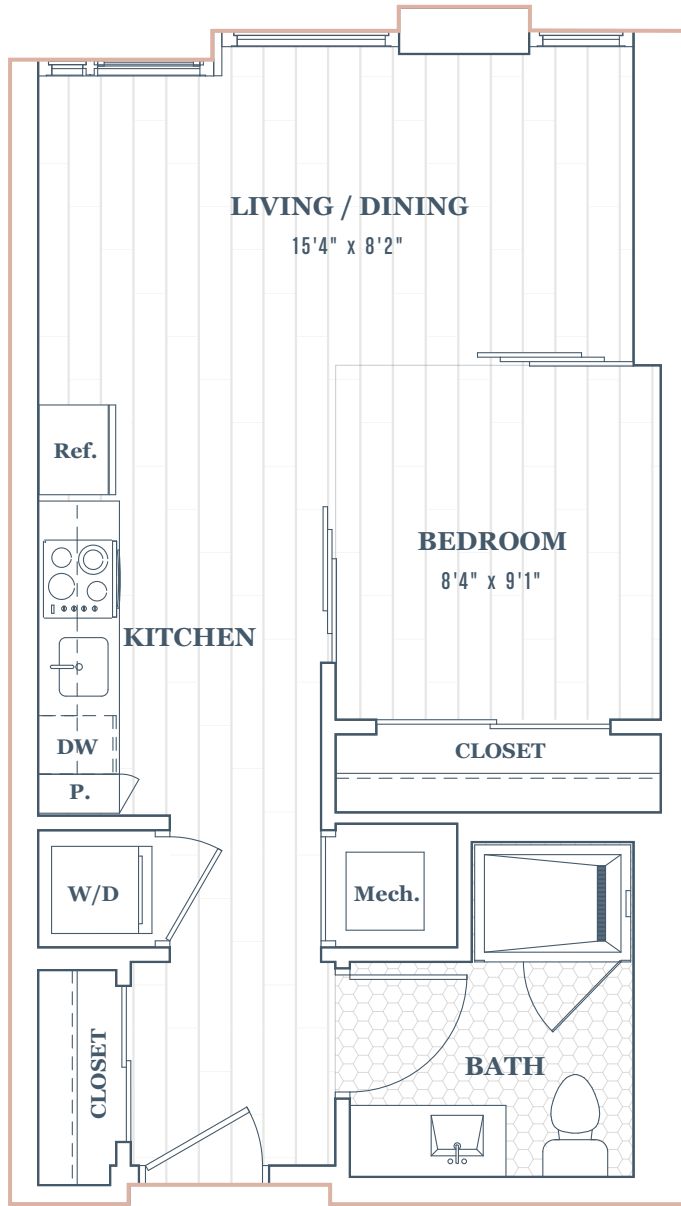 LIVING / DINING
15'4" x 8'2"
Ref.
BEDROOM
8'4" x 9'1"
KITCHEN
DW
CLOSET
P.
W/D
Mech.
CLOSET
BATH